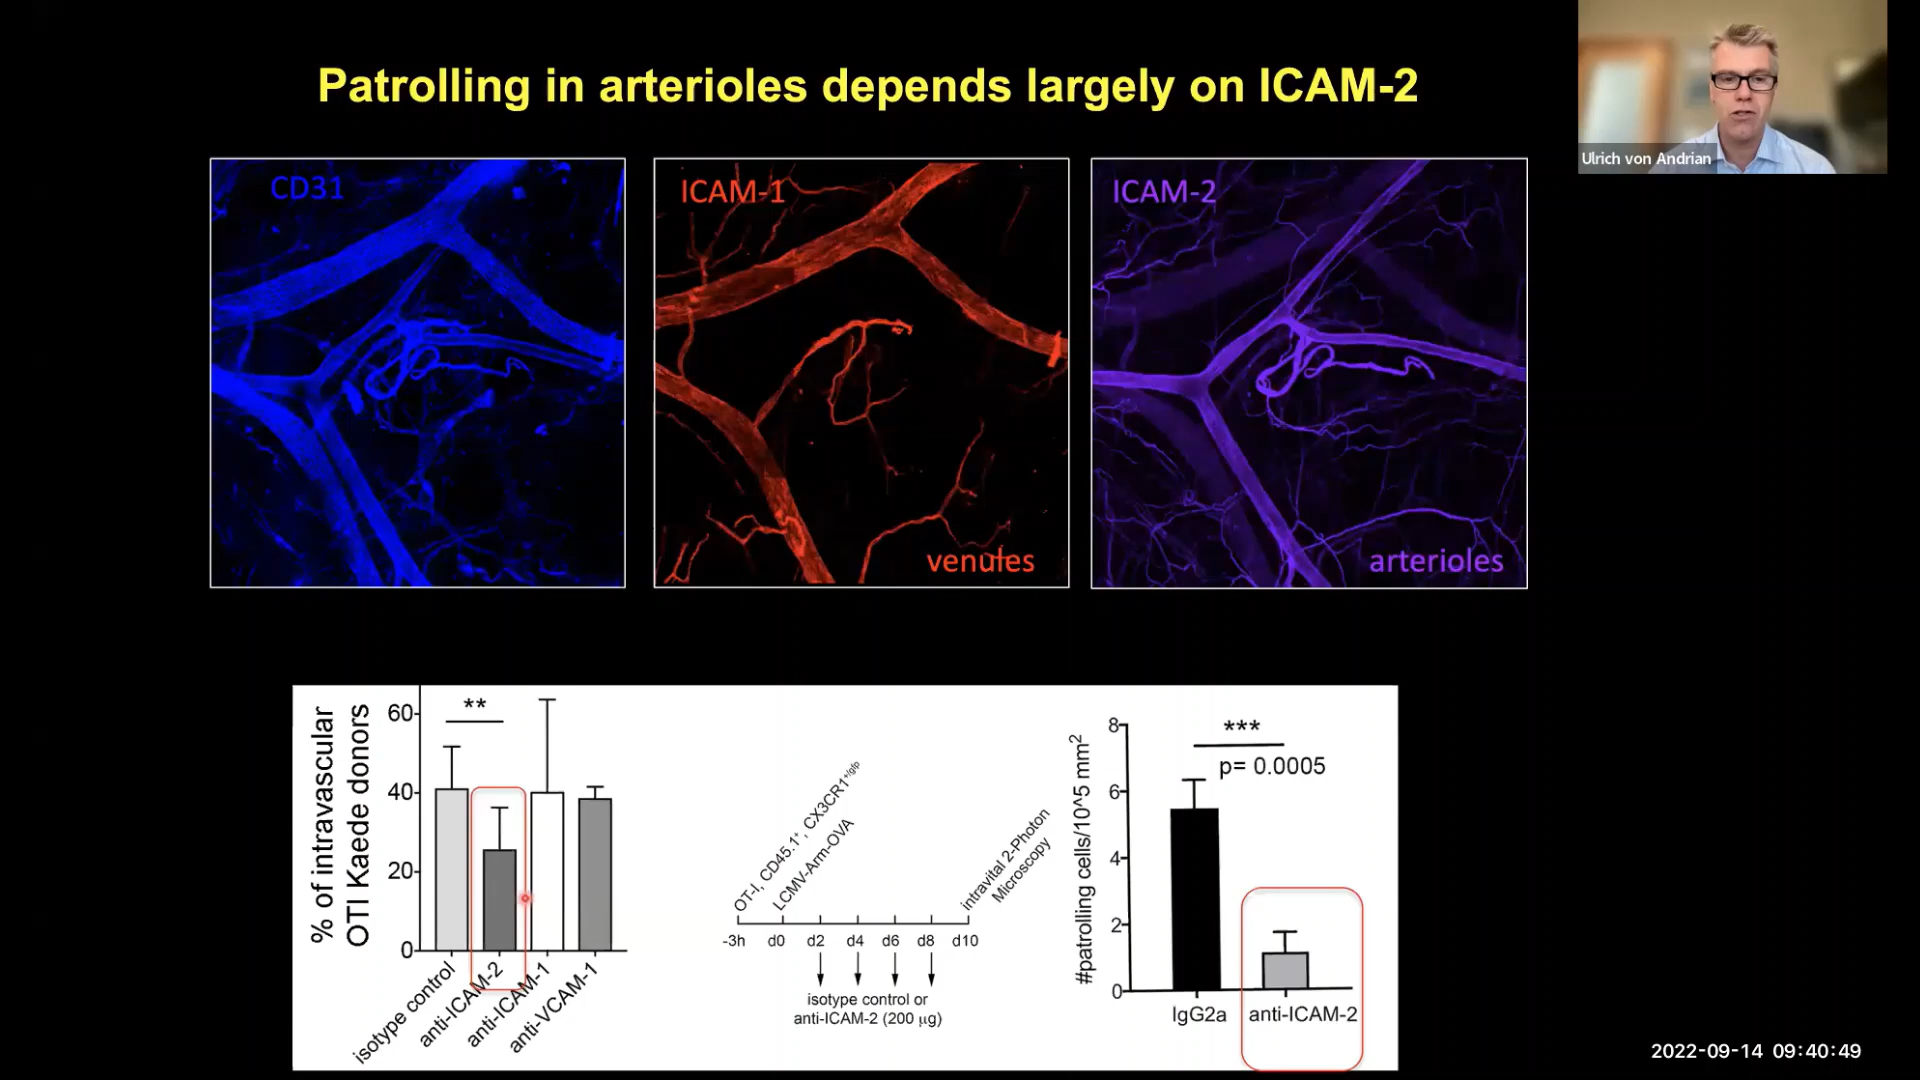 Patrolling in arterioles depends largely on ICAM-2
Ulrich von Andrian
CD31
ICAM-1
venules
ICAM-2
arterioles
% of intravascular
OTI Kaede donors
60
40
20
0
**
isotype control
anti-ICAM-2
anti-ICAM-1
anti-VCAM-1
OT-I, CD45.1+, CX3CR1+/gfp
LCMV-Arm-OVA
intravital 2-Photon
Microscopy
-3h d0 d2 d4 d6 d8 d10
isotype control or
anti-ICAM-2 (200 µg)
#patrolling cells/10^5 mm2
8
6
4
2
0
***
p= 0.0005
IgG2a anti-ICAM-2
2022-09-14 09:40:49